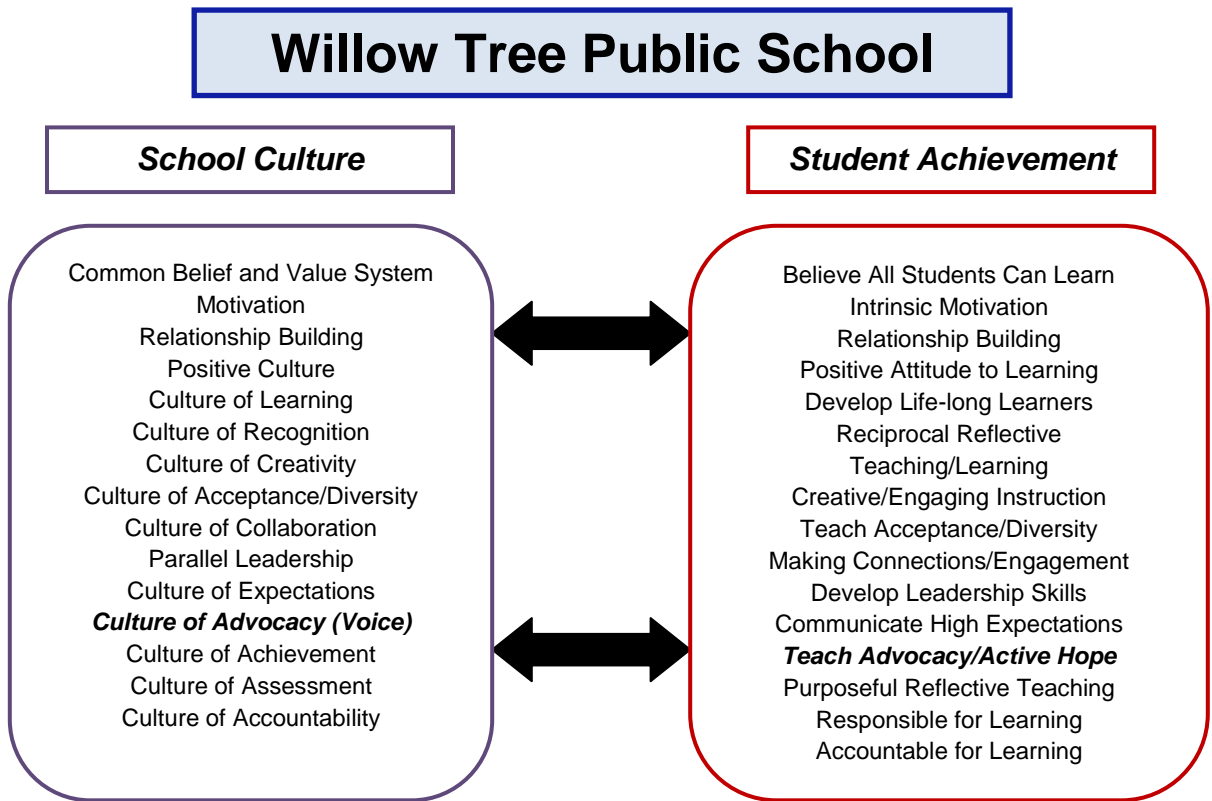 Willow Tree Public School
School Culture
Common Belief and Value System
Motivation
Relationship Building
Positive Culture
Culture of Learning
Culture of Recognition
Culture of Creativity
Culture of Acceptance/Diversity
Culture of Collaboration
Parallel Leadership
Culture of Expectations
Culture of Advocacy (Voice)
Culture of Achievement
Culture of Assessment
Culture of Accountability
Student Achievement
Believe All Students Can Learn
Intrinsic Motivation
Relationship Building
Positive Attitude to Learning
Develop Life-long Learners
Reciprocal Reflective
Teaching/Learning
Creative/Engaging Instruction
Teach Acceptance/Diversity
Making Connections/Engagement
Develop Leadership Skills
Communicate High Expectations
Teach Advocacy/Active Hope
Purposeful Reflective Teaching
Responsible for Learning
Accountable for Learning